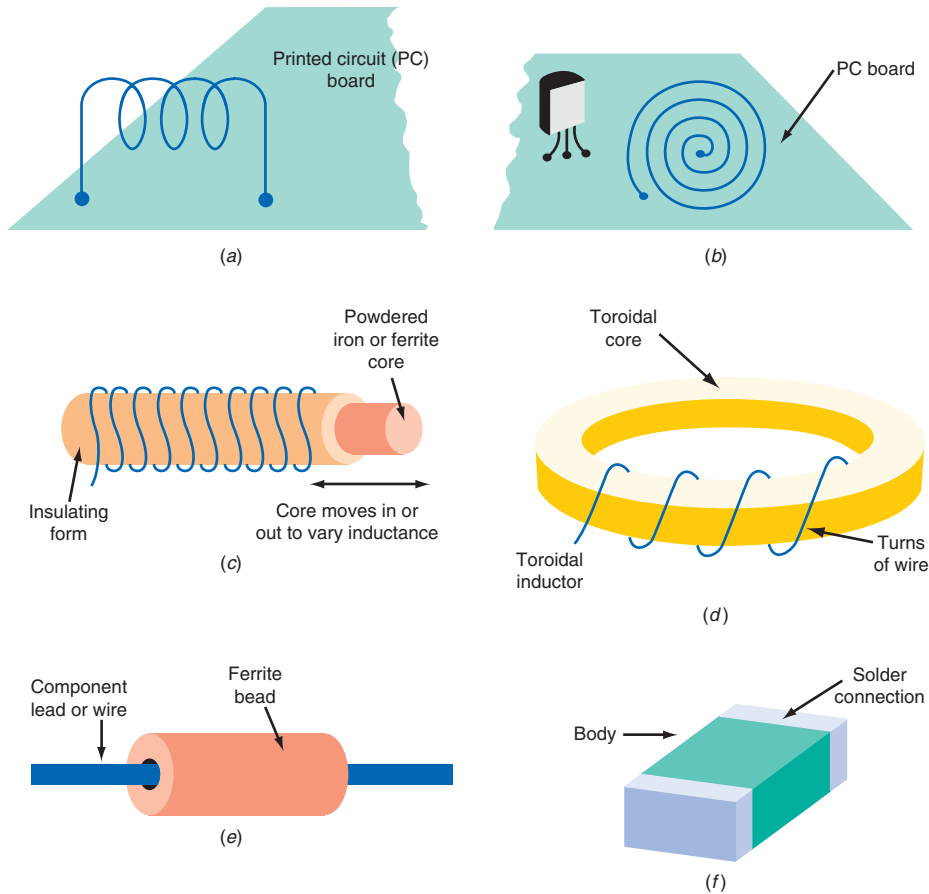 Printed circuit (PC)
board
(a)
PC board
(b)
Powdered
iron or ferrite
core
Insulating
form
Core moves in or
out to vary inductance
(c)
Toroidal
core
Toroidal
inductor
Turns
of wire
(d)
Component
lead or wire
Ferrite
bead
(e)
Solder
connection
Body
(f)